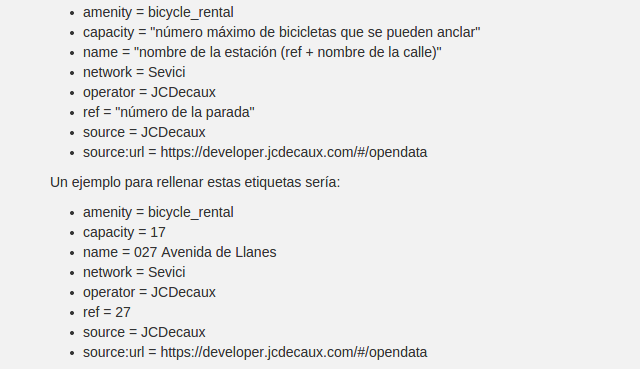 • amenity = bicycle_rental
• capacity = "número máximo de bicicletas que se pueden anclar"
• name = "nombre de la estación (ref + nombre de la calle)"
• network = Sevici
• operator = JCDecaux
• ref = "número de la parada"
• source = JCDecaux
• source:url = https://developer.jcdecaux.com/#/opendata
Un ejemplo para rellenar estas etiquetas sería:
• amenity = bicycle_rental
• capacity = 17
• name = 027 Avenida de Llanes
• network = Sevici
• operator = JCDecaux
• ref = 27
• source = JCDecaux
• source:url = https://developer.jcdecaux.com/#/opendata